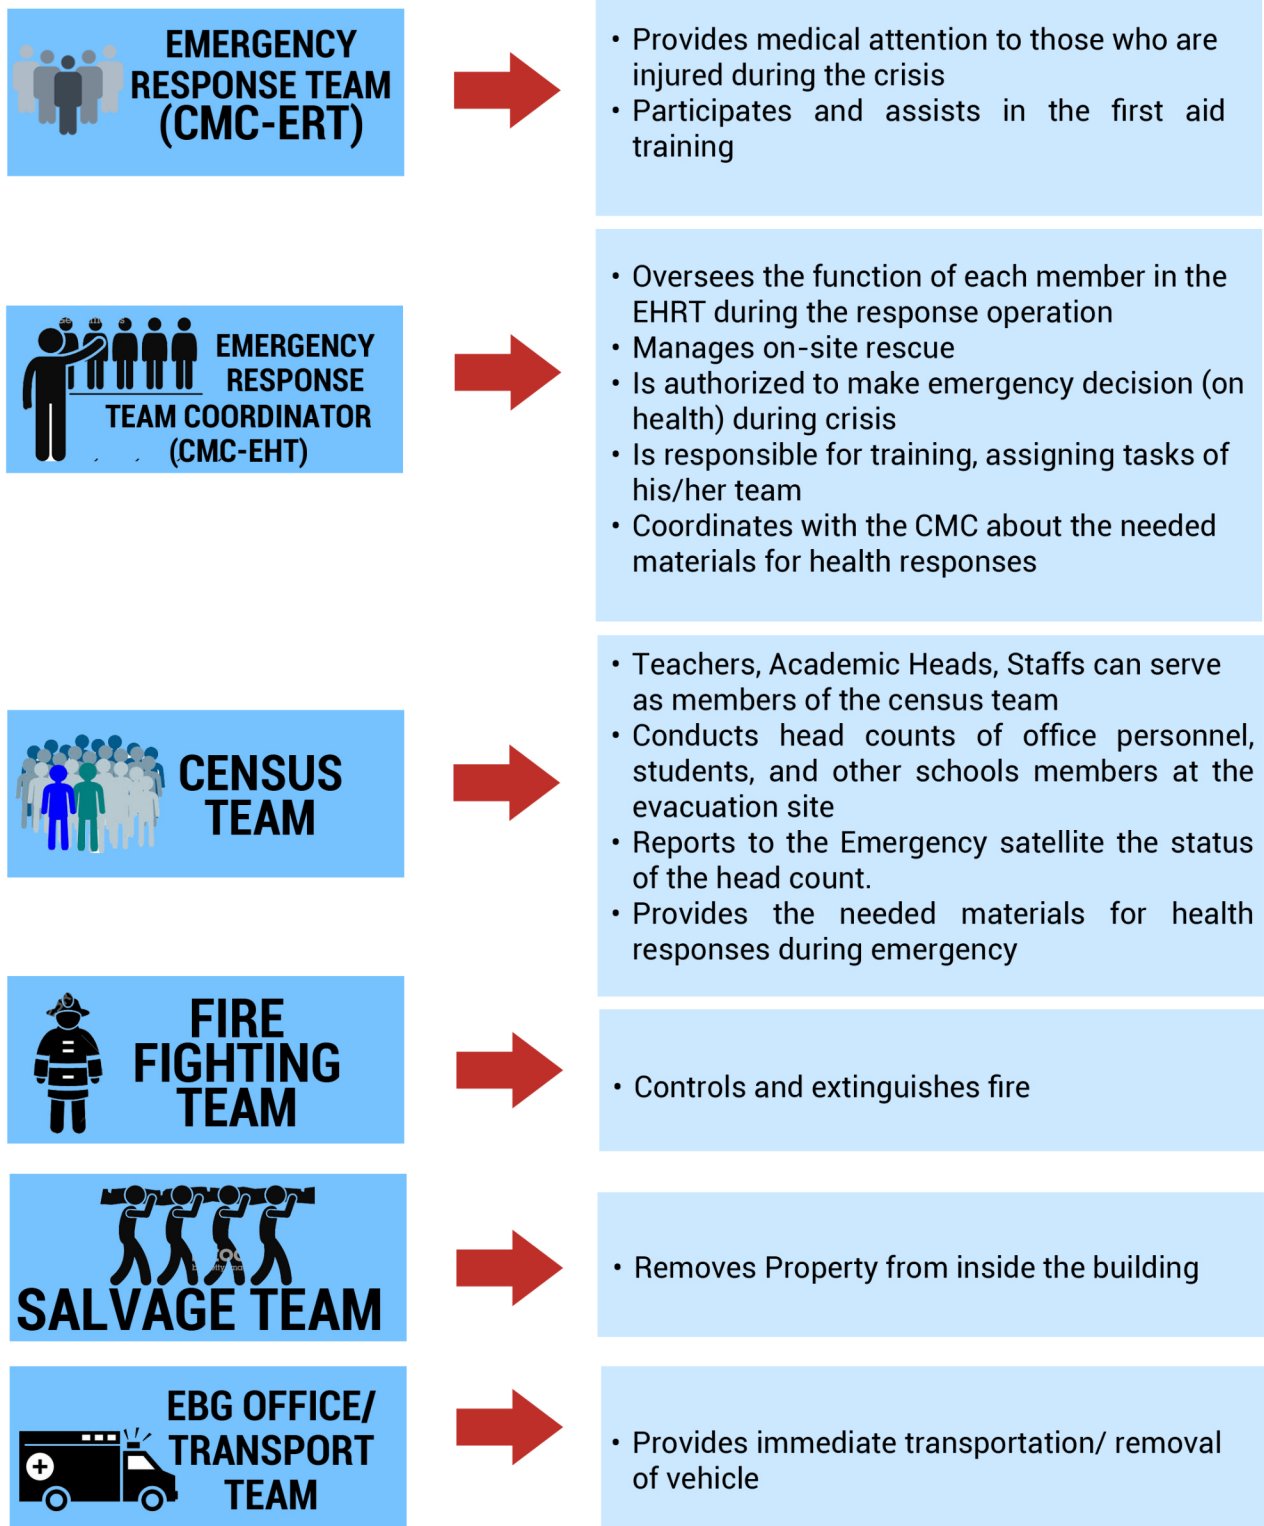 EMERGENCY
RESPONSE TEAM
(CMC-ERT)
• Provides medical attention to those who are
injured during the crisis
• Participates and assists in the first aid
training
EMERGENCY
RESPONSE
TEAM COORDINATOR
(CMC-EHT)
• Oversees the function of each member in the
EHRT during the response operation
• Manages on-site rescue
• Is authorized to make emergency decision (on
health) during crisis
• Is responsible for training, assigning tasks of
his/her team
• Coordinates with the CMC about the needed
materials for health responses
CENSUS
TEAM
• Teachers, Academic Heads, Staffs can serve
as members of the census team
• Conducts head counts of office personnel,
students, and other schools members at the
evacuation site
• Reports to the Emergency satellite the status
of the head count.
• Provides the needed materials for health
responses during emergency
FIRE
FIGHTING
TEAM
• Controls and extinguishes fire
SALVAGE TEAM
• Removes Property from inside the building
EBG OFFICE/
TRANSPORT
TEAM
• Provides immediate transportation/ removal
of vehicle